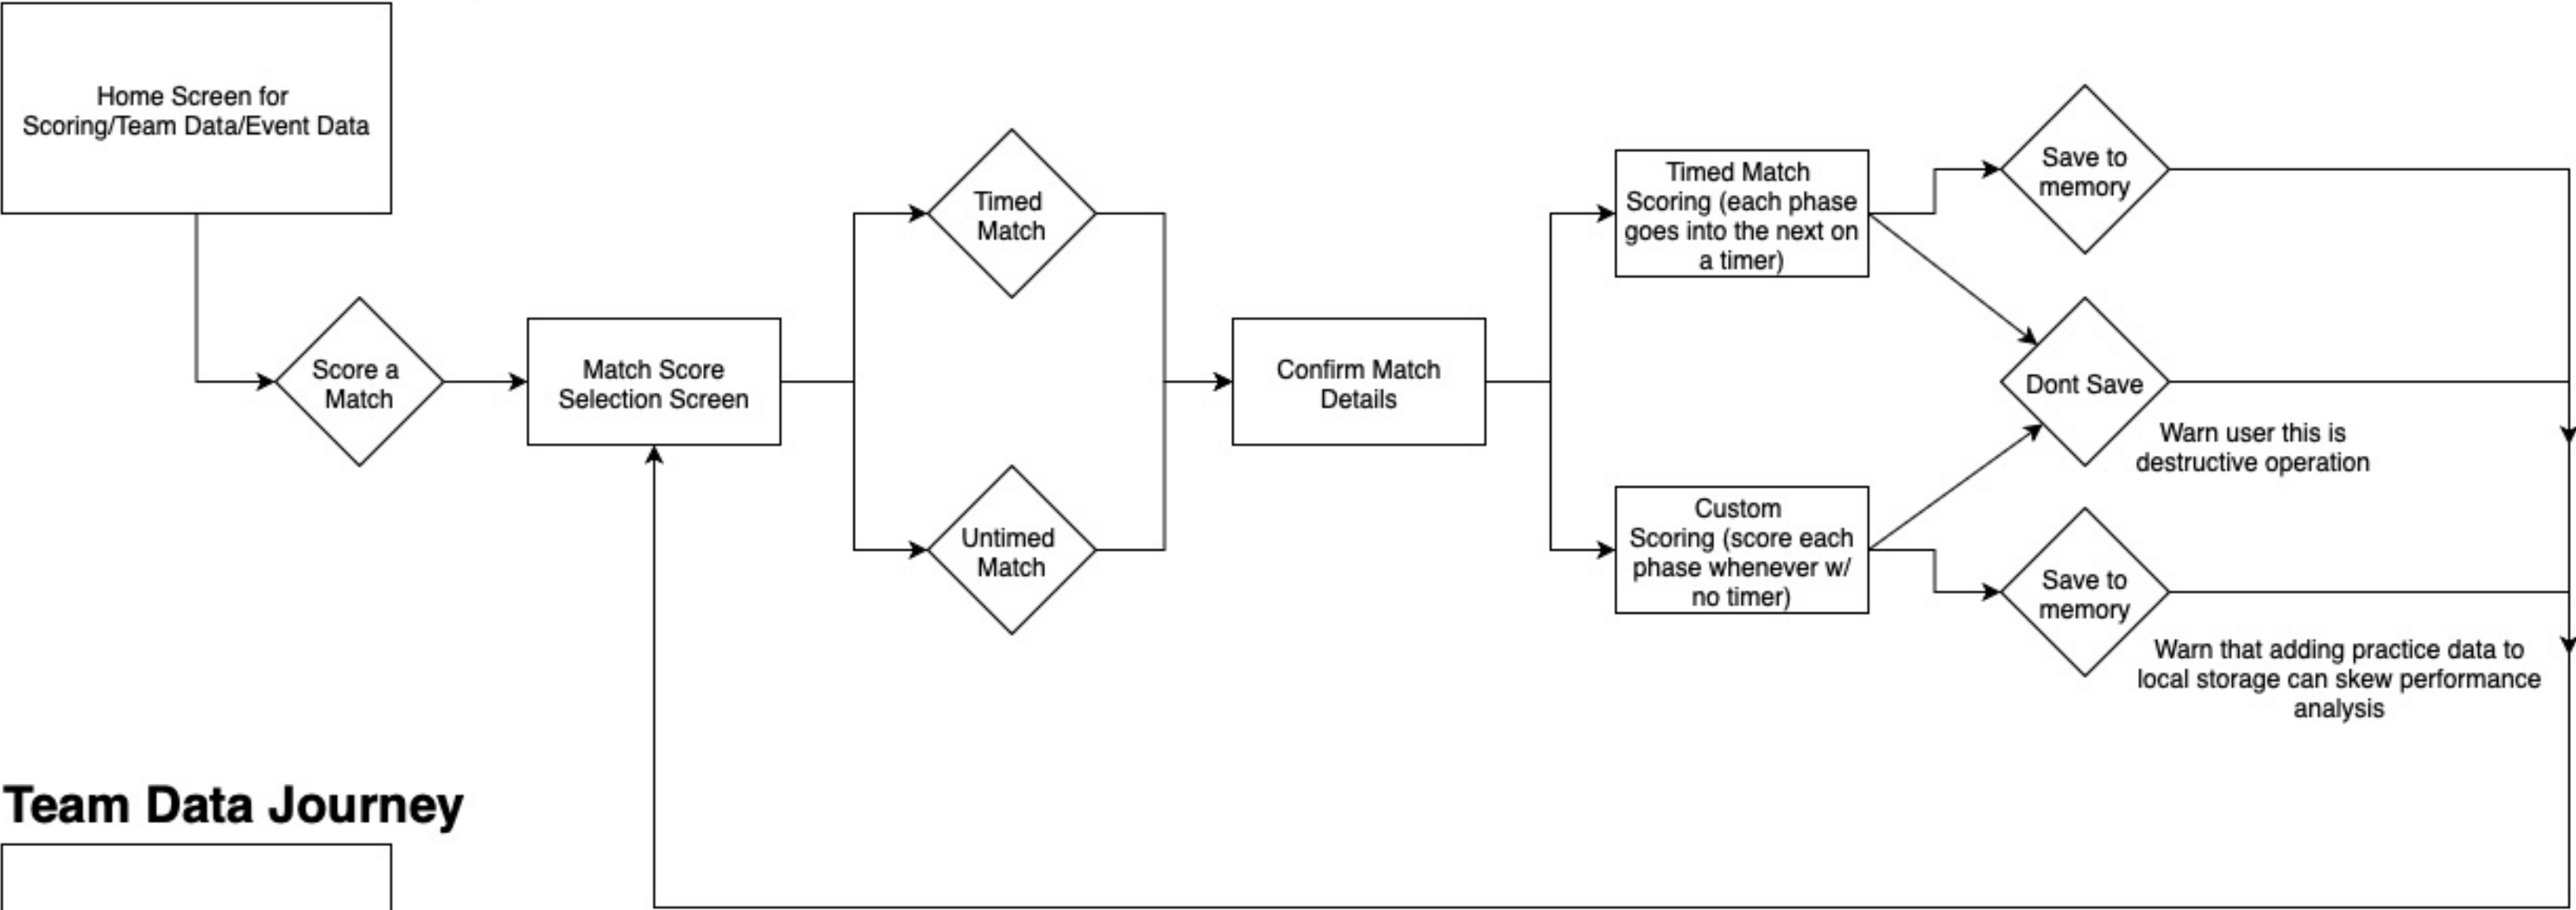 Home Screen for
Scoring/Team Data/Event Data
Score a
Match
Match Score
Selection Screen
Timed
Match
Untimed
Match
Confirm Match
Details
Timed Match
Scoring (each phase
goes into the next on
a timer)
Custom
Scoring (score each
phase whenever w/
no timer)
Save to
memory
Dont Save
Warn user this is
destructive operation
Save to
memory
Warn that adding practice data to
local storage can skew performance
analysis
Team Data Journey